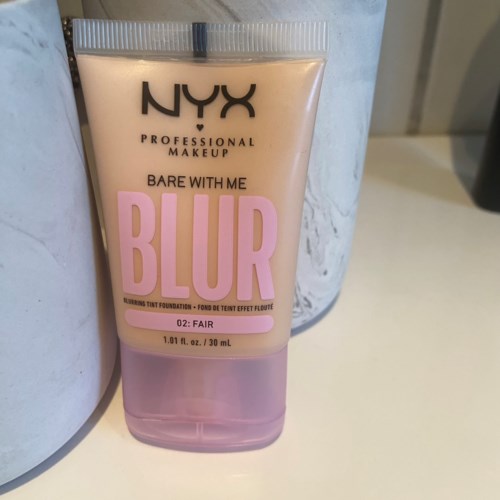 NYX
PROFESSIONAL
MAKEUP
BARE WITH ME
BLUR
BLURRING TINT FOUNDATION • FOND DE TEINT EFFET FLOUTÉ
02: FAIR
1.01 fl. oz. / 30 mL